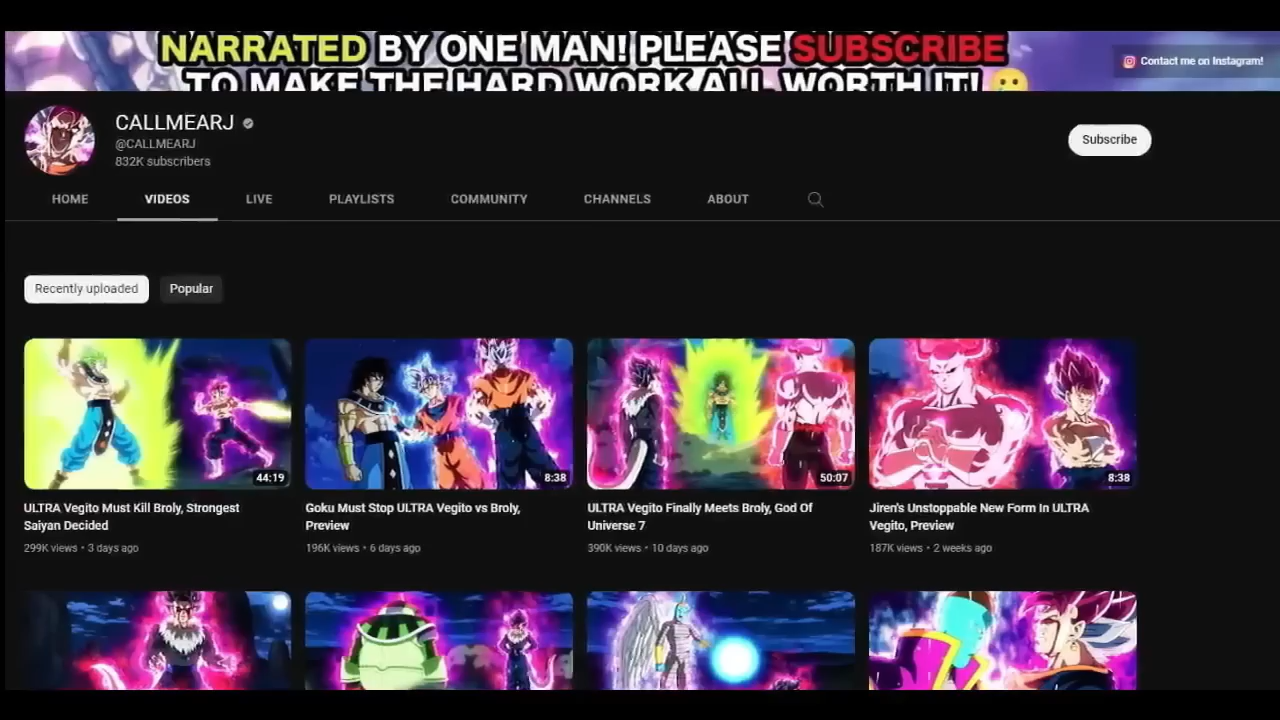 NARRATED BY ONE MAN! PLEASE SUBSCRIBE
TO MAKE THE HARD WORK ALL WORTH IT!
Contact me on Instagram!
CALLMEARJ
@CALLMEARJ
832K subscribers
Subscribe
HOME VIDEOS LIVE PLAYLISTS COMMUNITY CHANNELS ABOUT
Recently uploaded Popular
44:19 8:38 50:07 8:38
ULTRA Vegito Must Kill Broly, Strongest
Saiyan Decided
299K views • 3 days ago
Goku Must Stop ULTRA Vegito vs Broly,
Preview
196K views • 6 days ago
ULTRA Vegito Finally Meets Broly, God Of
Universe 7
390K views • 10 days ago
Jiren's Unstoppable New Form In ULTRA
Vegito, Preview
187K views • 2 weeks ago